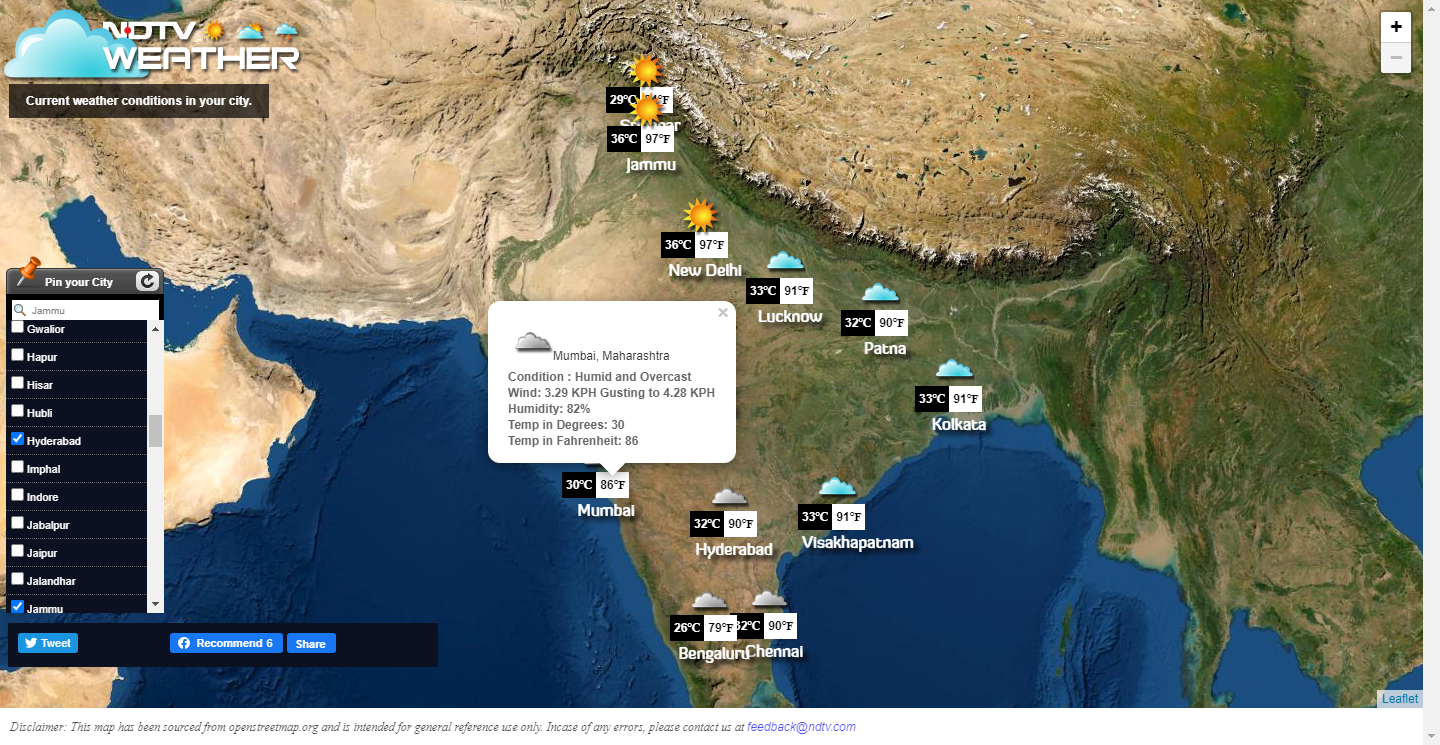 NDTV
WEATHER
Current weather conditions in your city.
+
−
29°C
36°C 97°F
Jammu
36°C 97°F
New Delhi
33°C 91°F
Lucknow
32°C 90°F
Patna
33°C 91°F
Kolkata
Pin your City
Jammu
Gwalior
Hapur
Hisar
Hubli
Hyderabad
Imphal
Indore
Jabalpur
Jaipur
Jalandhar
Jammu
×
Mumbai, Maharashtra
Condition : Humid and Overcast
Wind: 3.29 KPH Gusting to 4.28 KPH
Humidity: 82%
Temp in Degrees: 30
Temp in Fahrenheit: 86
30°C 86°F
Mumbai
32°C 90°F
Hyderabad
33°C 91°F
Visakhapatnam
26°C 79°F
Bengaluru
32°C 90°F
Chennai
Tweet
Recommend 6
Share
Leaflet
Disclaimer: This map has been sourced from openstreetmap.org and is intended for general reference use only. Incase of any errors, please contact us at feedback@ndtv.com